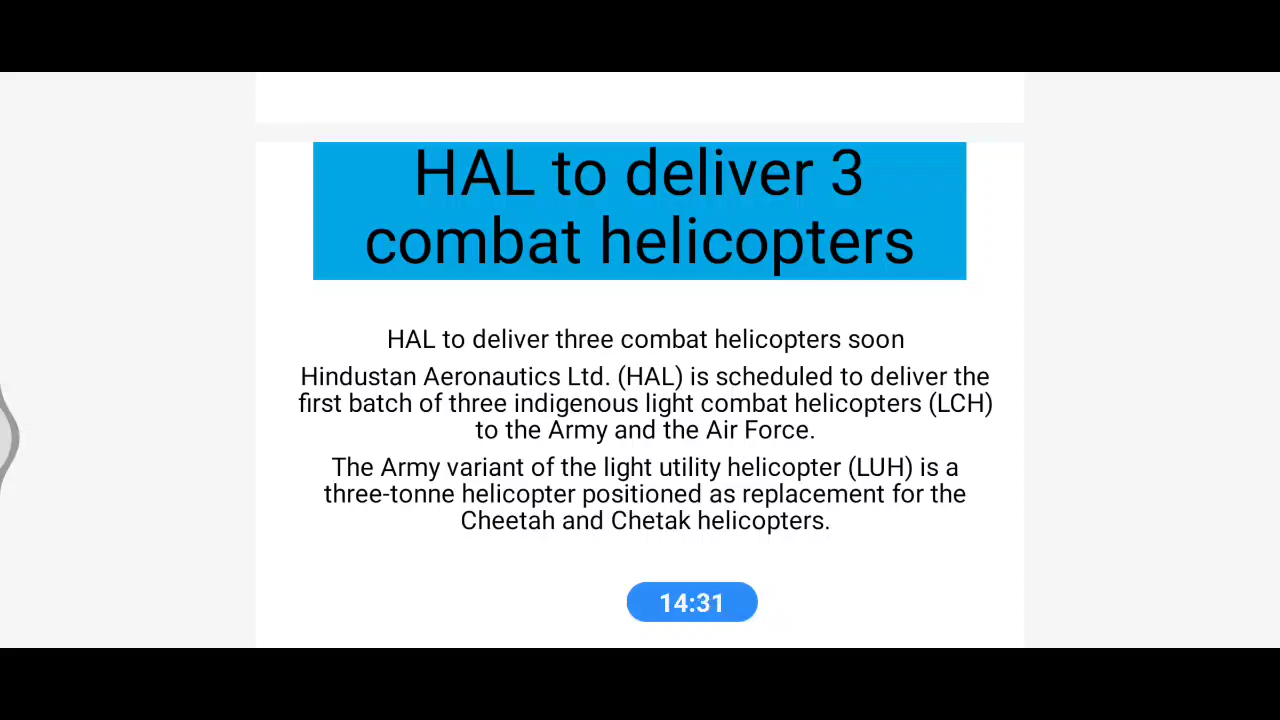 HAL to deliver 3
combat helicopters
HAL to deliver three combat helicopters soon
Hindustan Aeronautics Ltd. (HAL) is scheduled to deliver the
first batch of three indigenous light combat helicopters (LCH)
to the Army and the Air Force.
The Army variant of the light utility helicopter (LUH) is a
three-tonne helicopter positioned as replacement for the
Cheetah and Chetak helicopters.
14:31